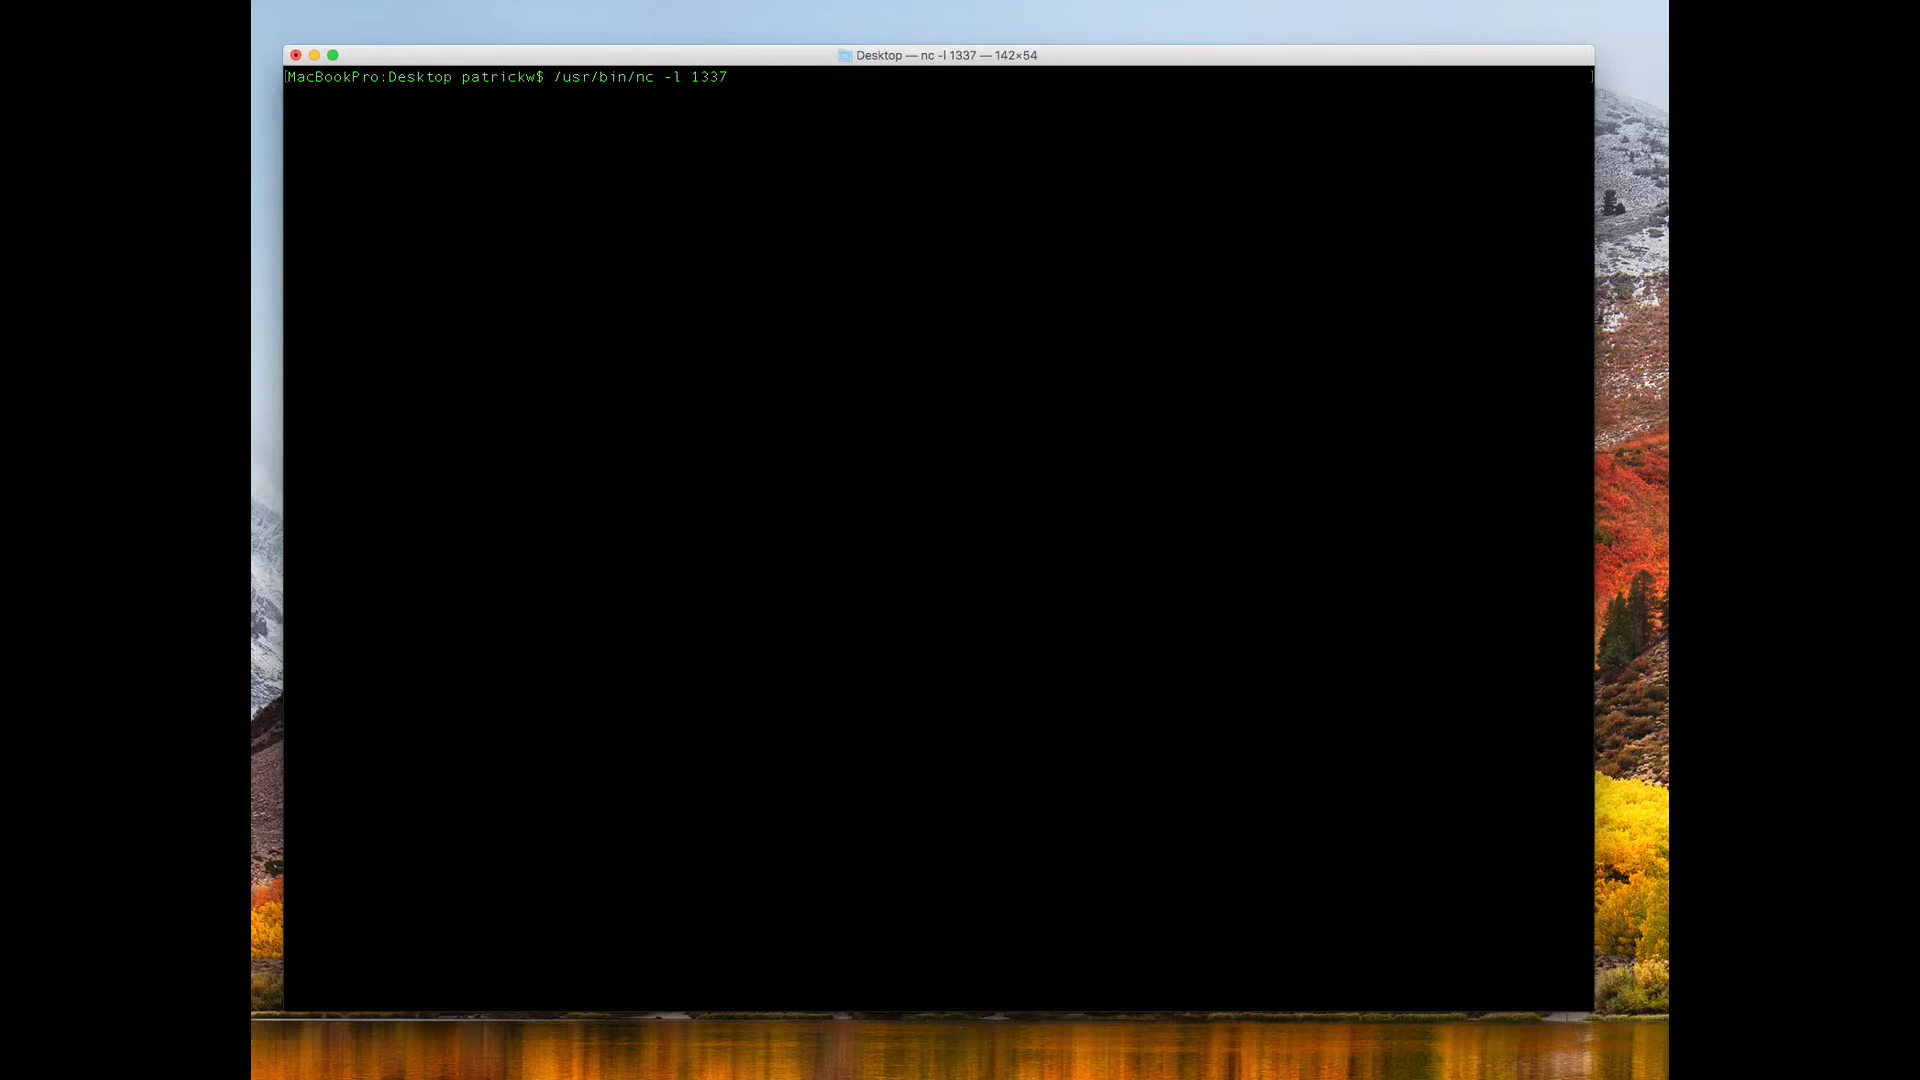 Desktop — nc -l 1337 — 142×54
[MacBookPro:Desktop patrickw$ /usr/bin/nc -l 1337 ]